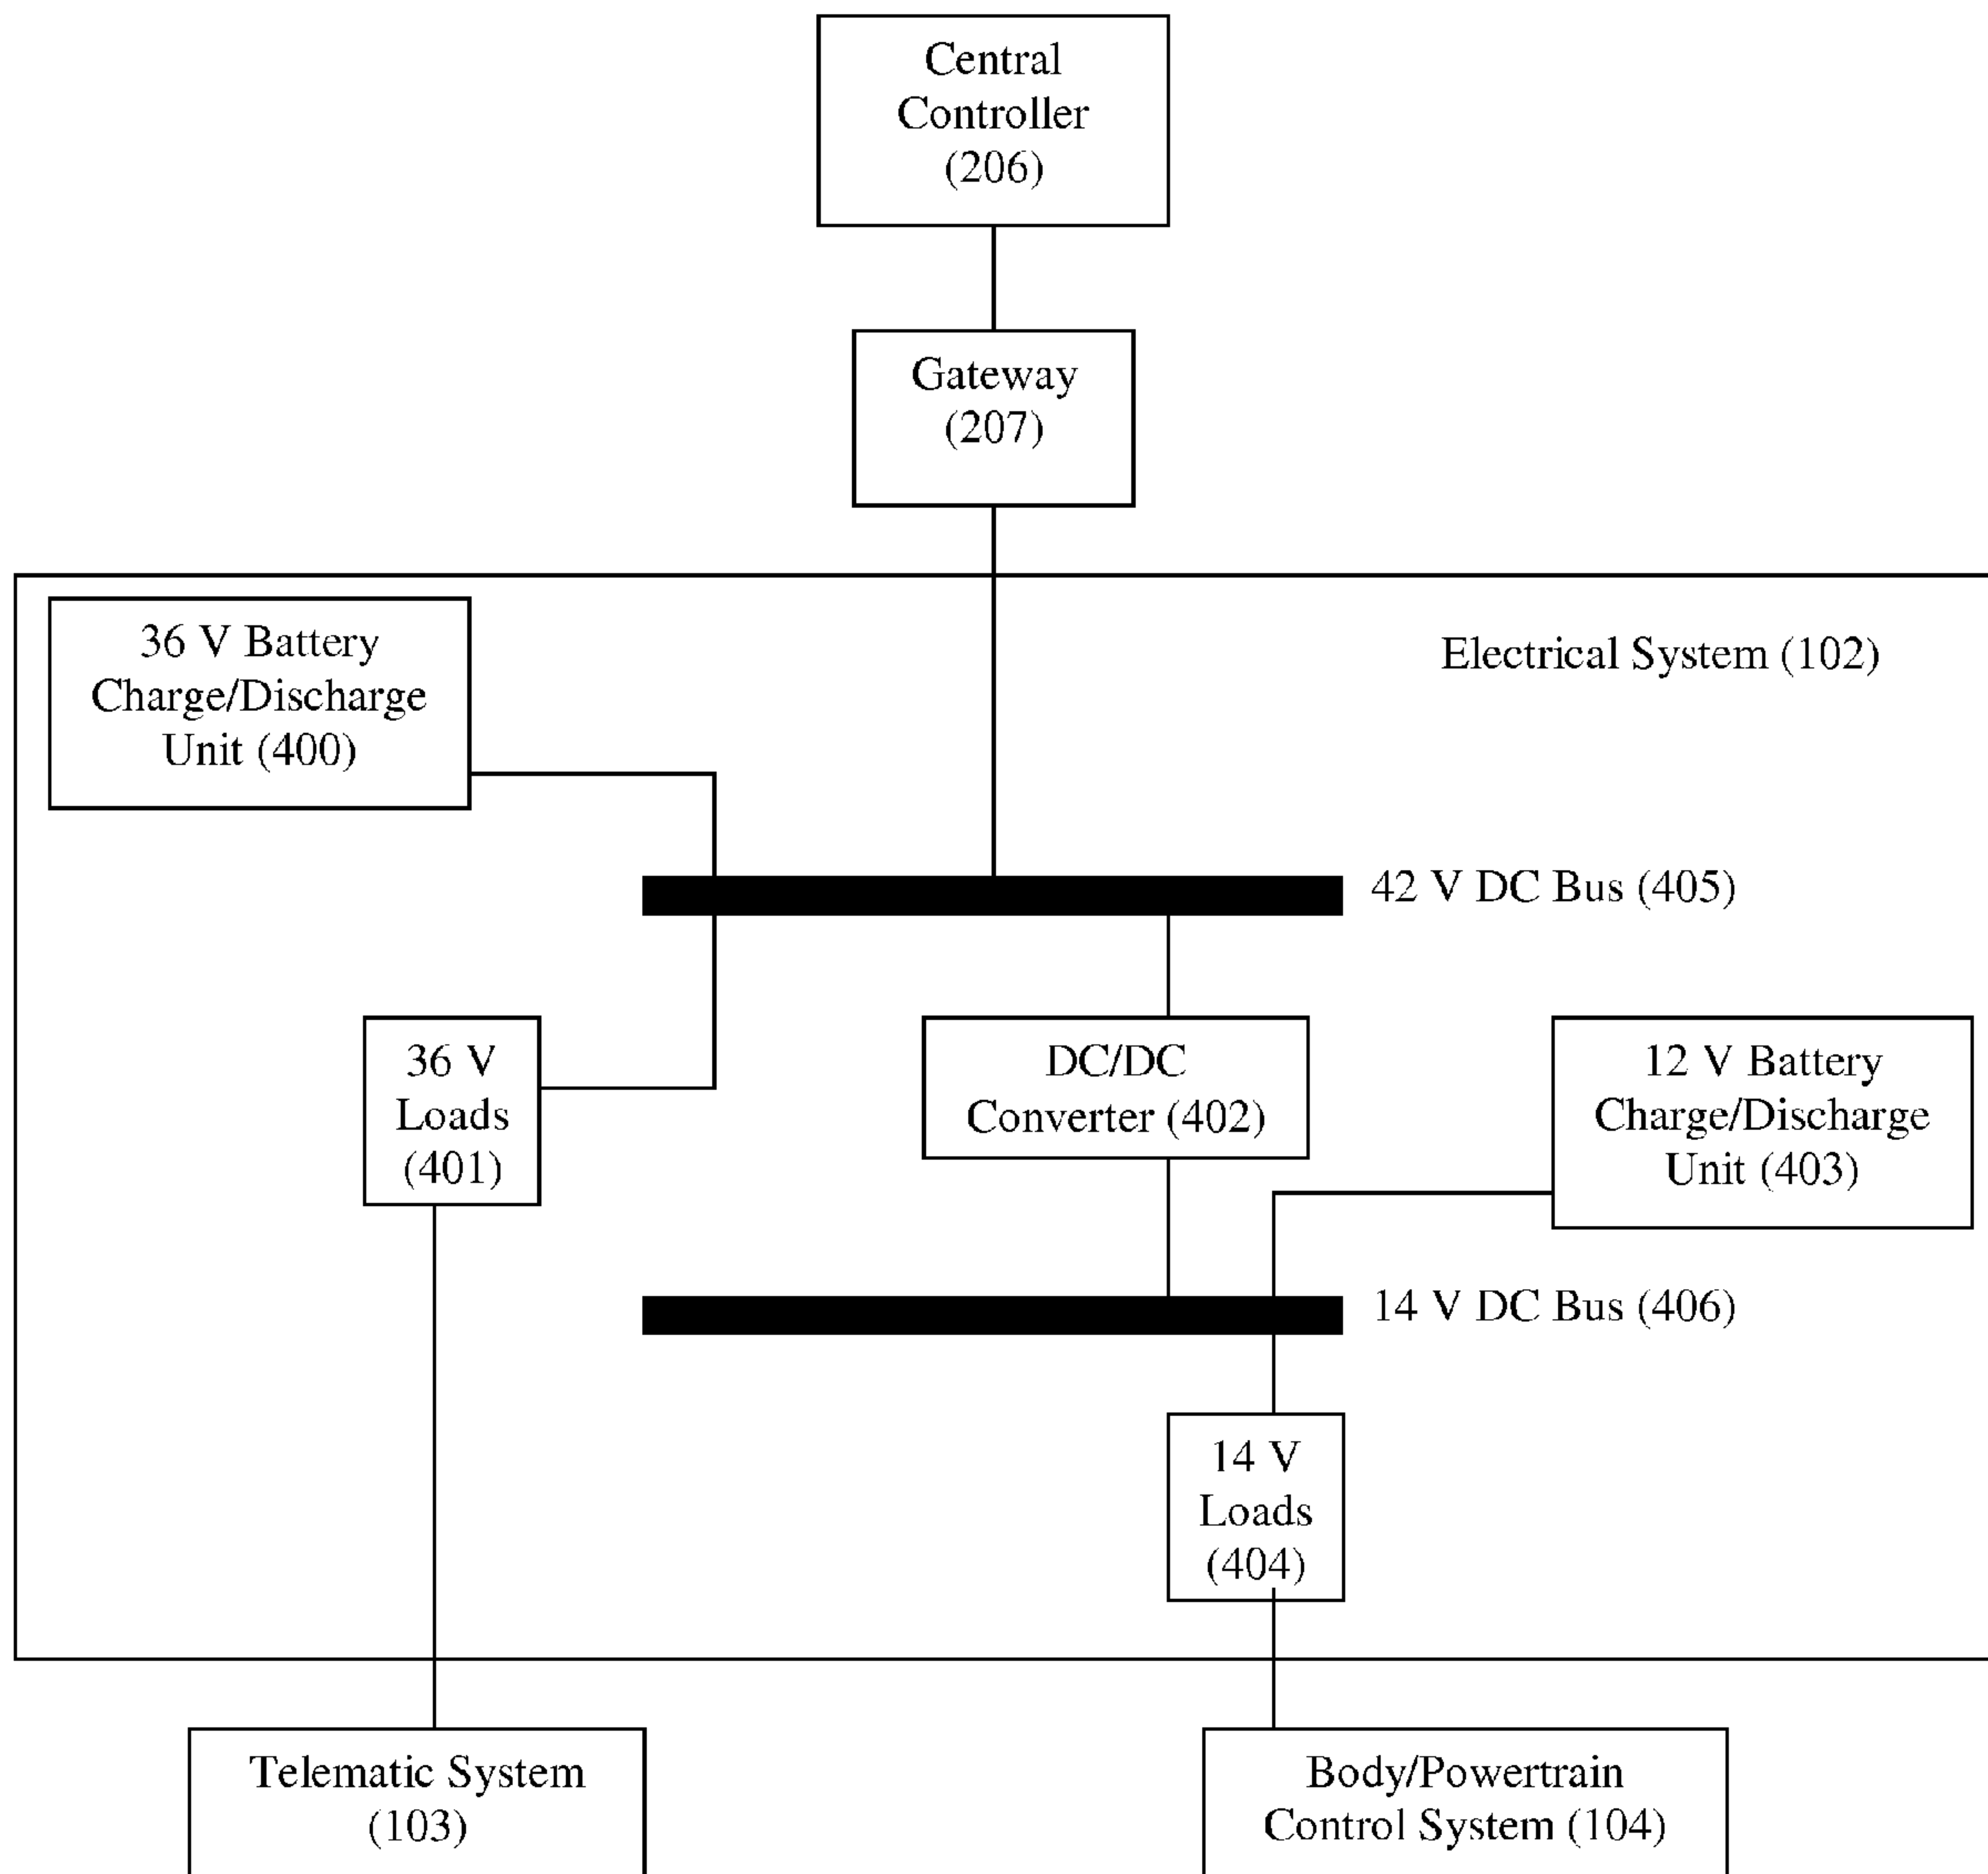 Central
Controller
(206)
Gateway
(207)
36 V Battery
Charge/Discharge
Unit (400)
Electrical System (102)
42 V DC Bus (405)
36 V
Loads
(401)
DC/DC
Converter (402)
12 V Battery
Charge/Discharge
Unit (403)
14 V DC Bus (406)
14 V
Loads
(404)
Telematic System
(103)
Body/Powertrain
Control System (104)